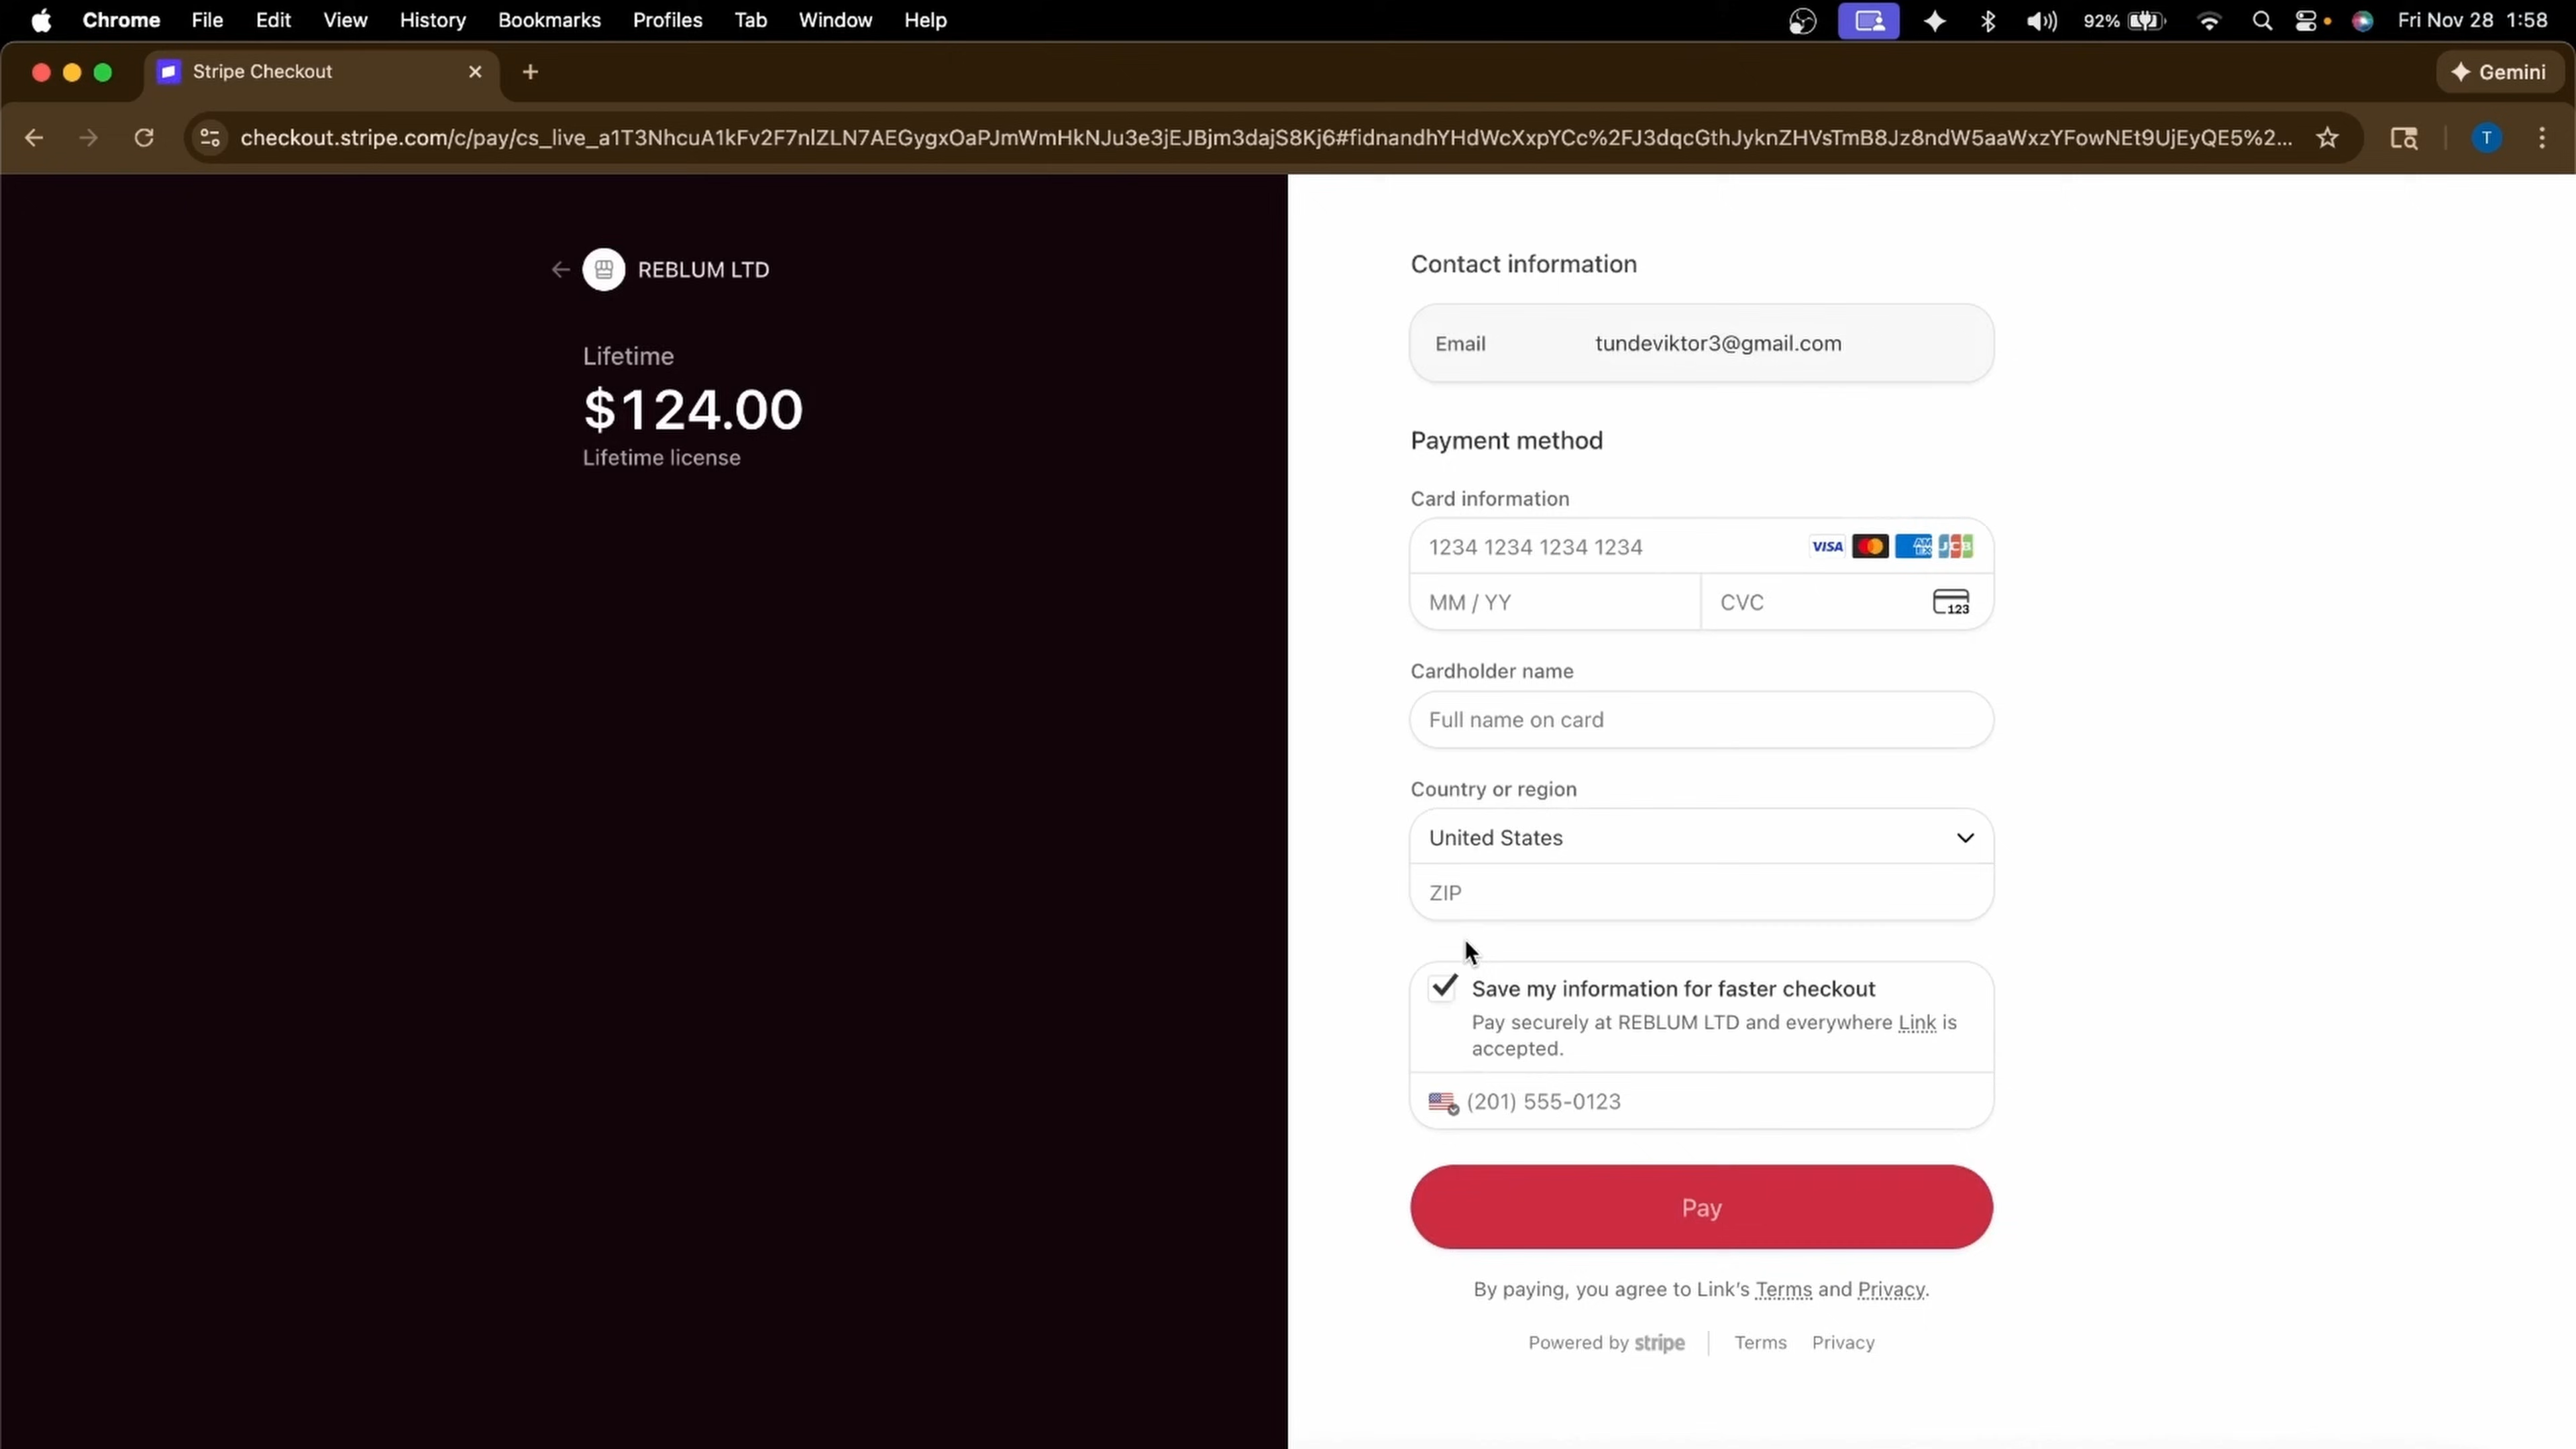 Chrome File Edit View History Bookmarks Profiles Tab Window Help 92% Fri Nov 28 1:58
Stripe Checkout Gemini
checkout.stripe.com/c/pay/cs_live_a1T3NhcuA1kFv2F7nlZLN7AEGygxOaPJmWmHkNJu3e3jEJBjm3dajS8Kj6#fidnandhYHdWcXxpYCc%2FJ3dqcGthJyknZHVsTmB8Jz8ndW5aaWxzYFowNEt9UjEyQE5%2... T
REBLUM LTD
Lifetime
$124.00
Lifetime license
Contact information
Email tundeviktor3@gmail.com
Payment method
Card information
1234 1234 1234 1234 VISA AM EX JCB
MM / YY CVC 123
Cardholder name
Full name on card
Country or region
United States
ZIP
Save my information for faster checkout
Pay securely at REBLUM LTD and everywhere Link is
accepted.
(201) 555-0123
Pay
By paying, you agree to Link's Terms and Privacy.
Powered by stripe Terms Privacy